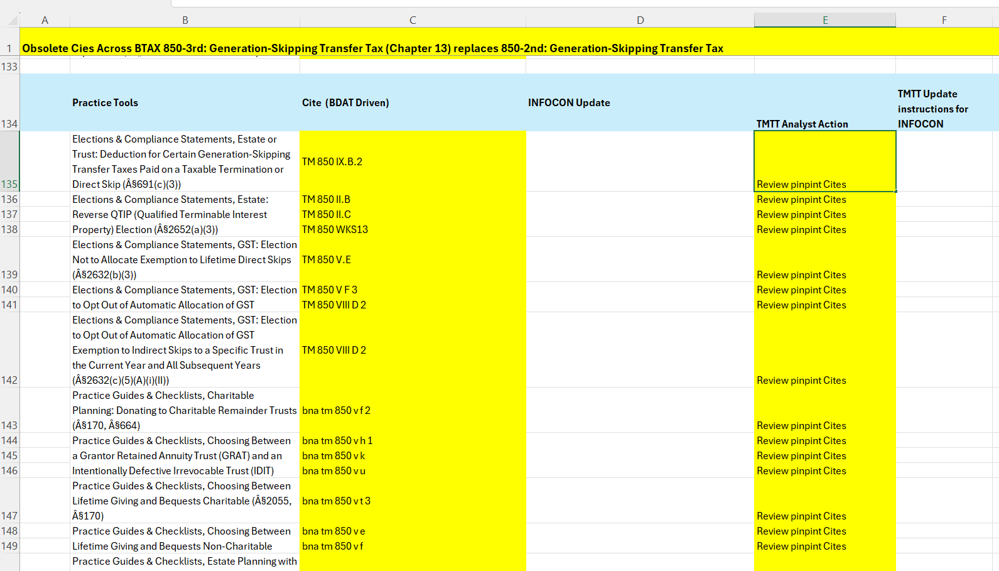 A B C D E F
1 Obsolete Cies Across BTAX 850-3rd: Generation-Skipping Transfer Tax (Chapter 13) replaces 850-2nd: Generation-Skipping Transfer Tax
133
134 Practice Tools Cite (BDAT Driven) INFOCON Update TMTT Analyst Action
TMTT Update
instructions for
INFOCON
Elections & Compliance Statements, Estate or
Trust: Deduction for Certain Generation-Skipping
Transfer Taxes Paid on a Taxable Termination or
Direct Skip (Â§691(c)(3))
TM 850 IX.B.2
135 Review pinpint Cites
136 Elections & Compliance Statements, Estate: TM 850 II.B Review pinpint Cites
137 Reverse QTIP (Qualified Terminable Interest TM 850 II.C Review pinpint Cites
138 Property) Election (Â§2652(a)(3)) TM 850 WKS13 Review pinpint Cites
Elections & Compliance Statements, GST: Election
Not to Allocate Exemption to Lifetime Direct Skips TM 850 V.E
139 (Â§2632(b)(3)) Review pinpint Cites
140 Elections & Compliance Statements, GST: Election TM 850 V F 3 Review pinpint Cites
141 to Opt Out of Automatic Allocation of GST TM 850 VIII D 2 Review pinpint Cites
Elections & Compliance Statements, GST: Election
to Opt Out of Automatic Allocation of GST
Exemption to Indirect Skips to a Specific Trust in TM 850 VIII D 2
the Current Year and All Subsequent Years
142 (Â§2632(c)(5)(A)(i)(II)) Review pinpint Cites
Practice Guides & Checklists, Charitable
Planning: Donating to Charitable Remainder Trusts bna tm 850 v f 2
143 (Â§170, Â§664) Review pinpint Cites
144 Practice Guides & Checklists, Choosing Between bna tm 850 v h 1 Review pinpint Cites
145 a Grantor Retained Annuity Trust (GRAT) and an bna tm 850 v k Review pinpint Cites
146 Intentionally Defective Irrevocable Trust (IDIT) bna tm 850 v u Review pinpint Cites
Practice Guides & Checklists, Choosing Between
Lifetime Giving and Bequests Charitable (Â§2055, bna tm 850 v t 3
147 Â§170) Review pinpint Cites
148 Practice Guides & Checklists, Choosing Between bna tm 850 v e Review pinpint Cites
149 Lifetime Giving and Bequests Non-Charitable bna tm 850 v f Review pinpint Cites
Practice Guides & Checklists, Estate Planning with